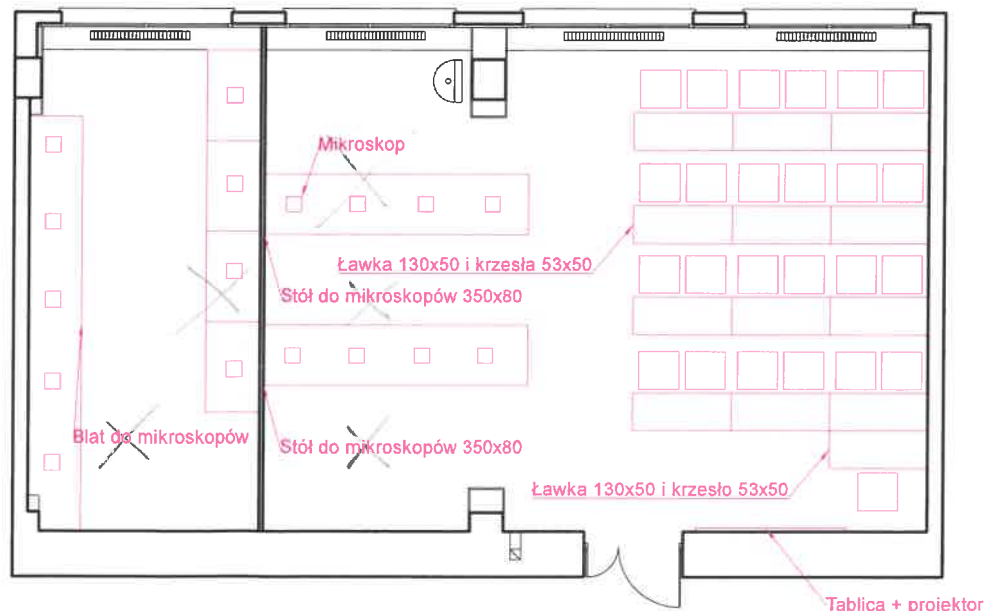 Mikroskop
Ławka 130x50 i krzesła 53x50
Stół do mikroskopów 350x80
Blat do mikroskopów
Stół do mikroskopów 350x80
Ławka 130x50 i krzesło 53x50
Tablica + projektor